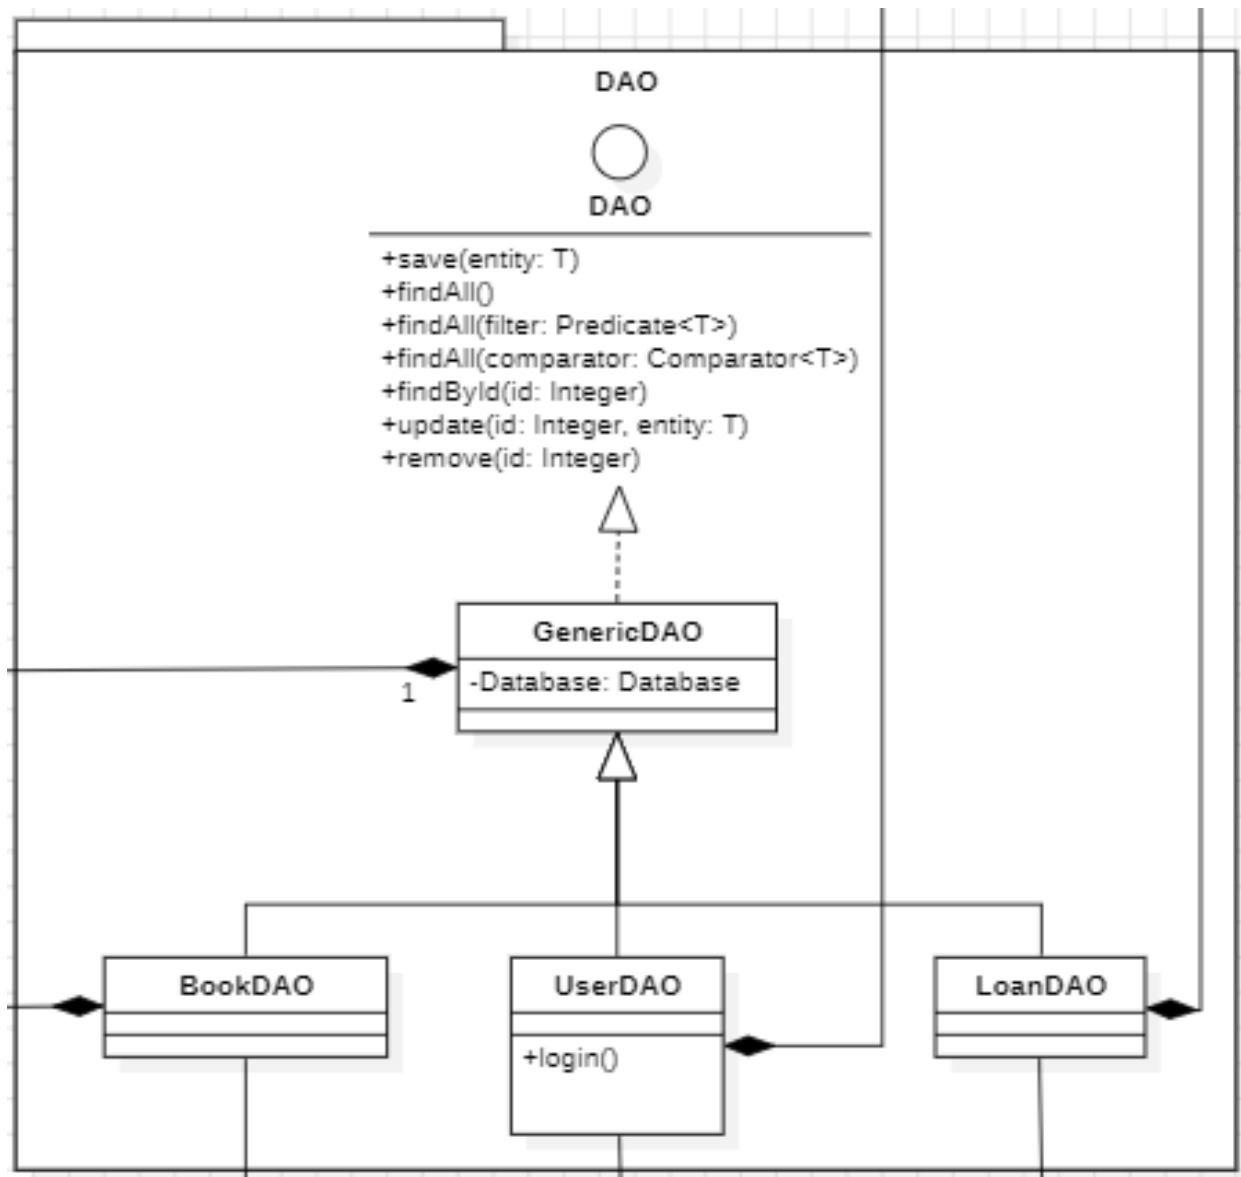 DAO
DAO
+save(entity: T)
+findAll()
+findAll(filter: Predicate<T>)
+findAll(comparator: Comparator<T>)
+findById(id: Integer)
+update(id: Integer, entity: T)
+remove(id: Integer)
GenericDAO
-Database: Database
1
BookDAO
UserDAO
+login()
LoanDAO